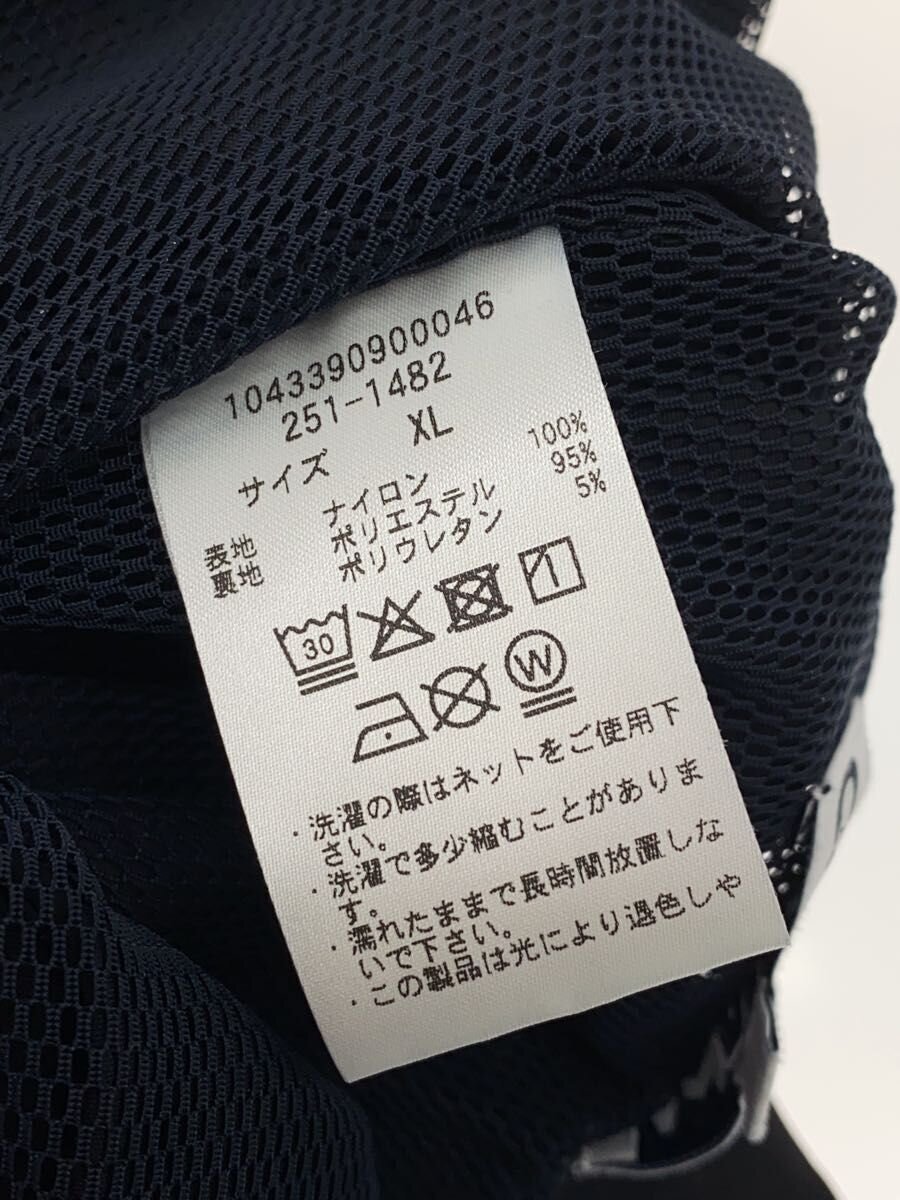 1043390900046
251-1482
サイズ XL
表地 ナイロン 100%
裏地 ポリエステル 95%
ポリウレタン 5%
30
1
W
・洗濯の際はネットをご使用下
さい。
・洗濯で多少縮むことがありま
す。
・濡れたままで長時間放置しな
いで下さい。
・この製品は光により退色しや